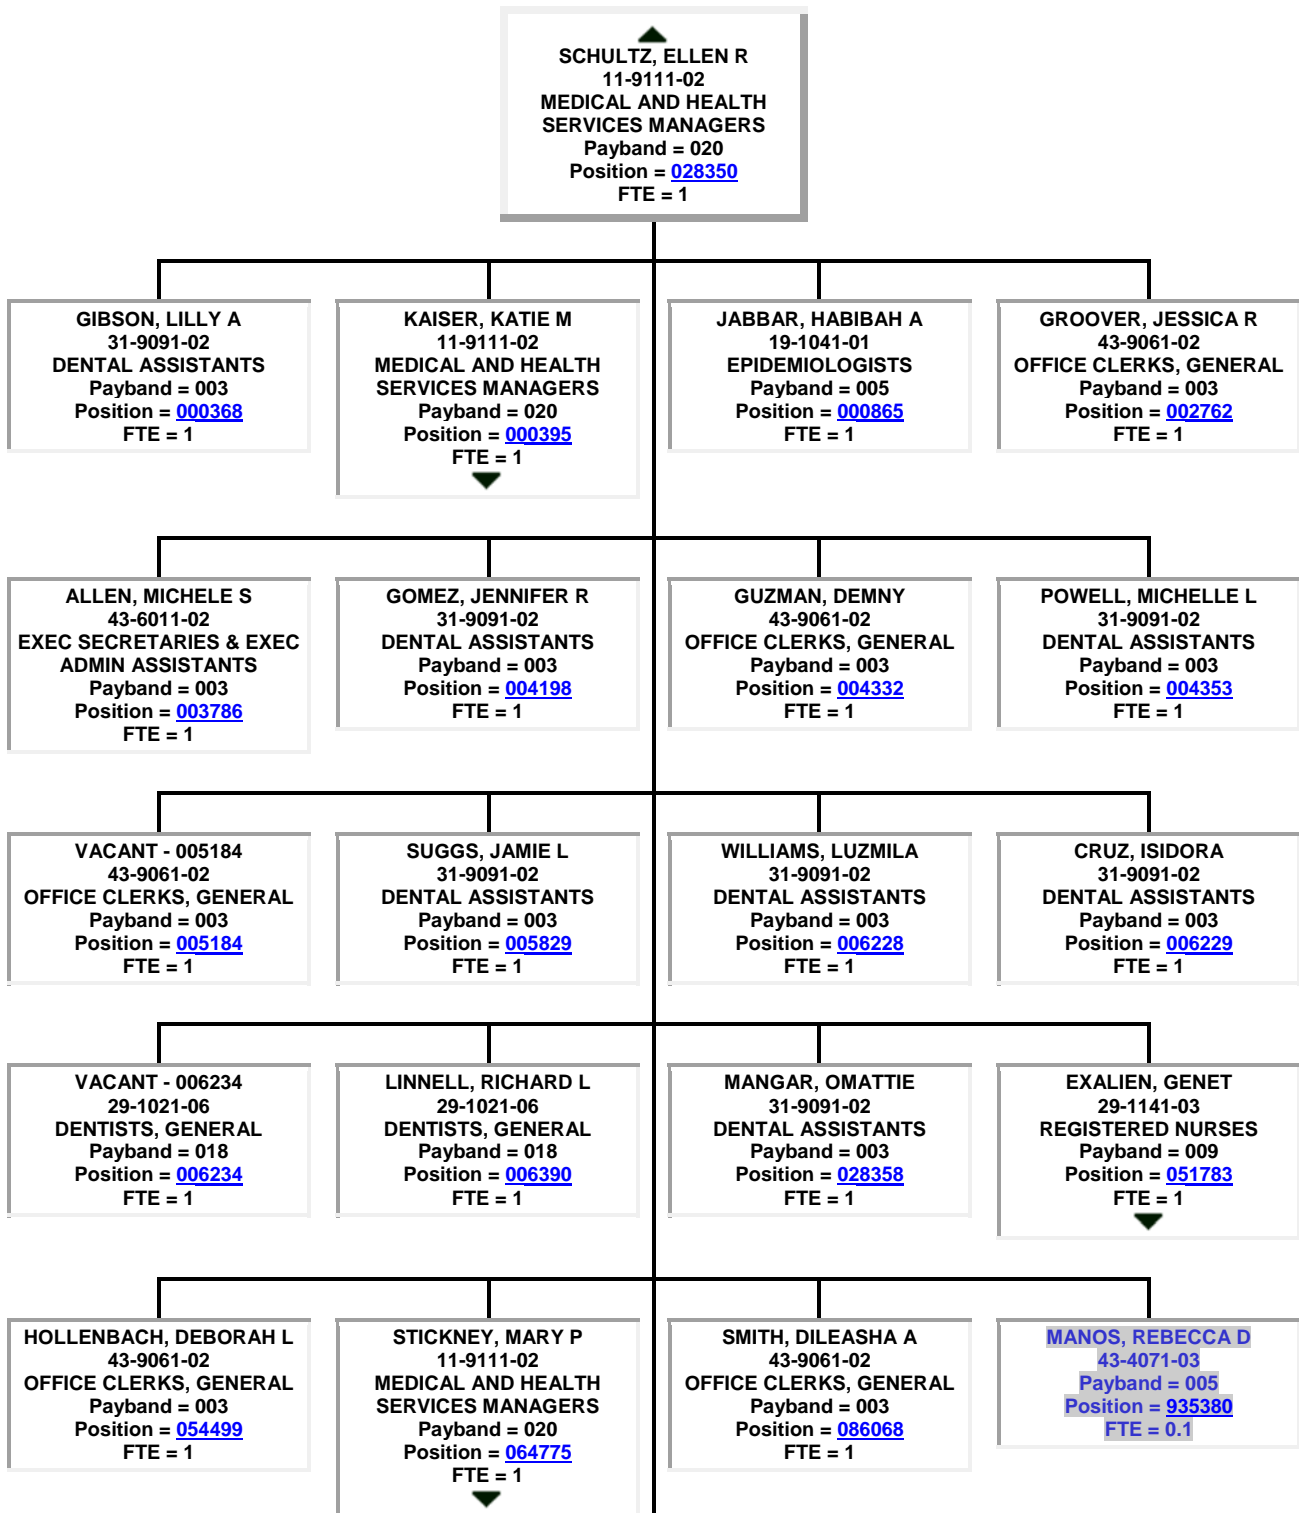 SCHULTZ, ELLEN R
11-9111-02
MEDICAL AND HEALTH
SERVICES MANAGERS
Payband = 020
Position = 028350
FTE = 1
GIBSON, LILLY A
31-9091-02
DENTAL ASSISTANTS
Payband = 003
Position = 000368
FTE = 1
KAISER, KATIE M
11-9111-02
MEDICAL AND HEALTH
SERVICES MANAGERS
Payband = 020
Position = 000395
FTE = 1
JABBAR, HABIBAH A
19-1041-01
EPIDEMIOLOGISTS
Payband = 005
Position = 000865
FTE = 1
GROOVER, JESSICA R
43-9061-02
OFFICE CLERKS, GENERAL
Payband = 003
Position = 002762
FTE = 1
ALLEN, MICHELE S
43-6011-02
EXEC SECRETARIES & EXEC
ADMIN ASSISTANTS
Payband = 003
Position = 003786
FTE = 1
GOMEZ, JENNIFER R
31-9091-02
DENTAL ASSISTANTS
Payband = 003
Position = 004198
FTE = 1
GUZMAN, DEMNY
43-9061-02
OFFICE CLERKS, GENERAL
Payband = 003
Position = 004332
FTE = 1
POWELL, MICHELLE L
31-9091-02
DENTAL ASSISTANTS
Payband = 003
Position = 004353
FTE = 1
VACANT - 005184
43-9061-02
OFFICE CLERKS, GENERAL
Payband = 003
Position = 005184
FTE = 1
SUGGS, JAMIE L
31-9091-02
DENTAL ASSISTANTS
Payband = 003
Position = 005829
FTE = 1
WILLIAMS, LUZMILA
31-9091-02
DENTAL ASSISTANTS
Payband = 003
Position = 006228
FTE = 1
CRUZ, ISIDORA
31-9091-02
DENTAL ASSISTANTS
Payband = 003
Position = 006229
FTE = 1
VACANT - 006234
29-1021-06
DENTISTS, GENERAL
Payband = 018
Position = 006234
FTE = 1
LINNELL, RICHARD L
29-1021-06
DENTISTS, GENERAL
Payband = 018
Position = 006390
FTE = 1
MANGAR, OMATTIE
31-9091-02
DENTAL ASSISTANTS
Payband = 003
Position = 028358
FTE = 1
EXALIEN, GENET
29-1141-03
REGISTERED NURSES
Payband = 009
Position = 051783
FTE = 1
HOLLENBACH, DEBORAH L
43-9061-02
OFFICE CLERKS, GENERAL
Payband = 003
Position = 054499
FTE = 1
STICKNEY, MARY P
11-9111-02
MEDICAL AND HEALTH
SERVICES MANAGERS
Payband = 020
Position = 064775
FTE = 1
SMITH, DILEASHA A
43-9061-02
OFFICE CLERKS, GENERAL
Payband = 003
Position = 086068
FTE = 1
MANOS, REBECCA D
43-4071-03
Payband = 005
Position = 935380
FTE = 0.1